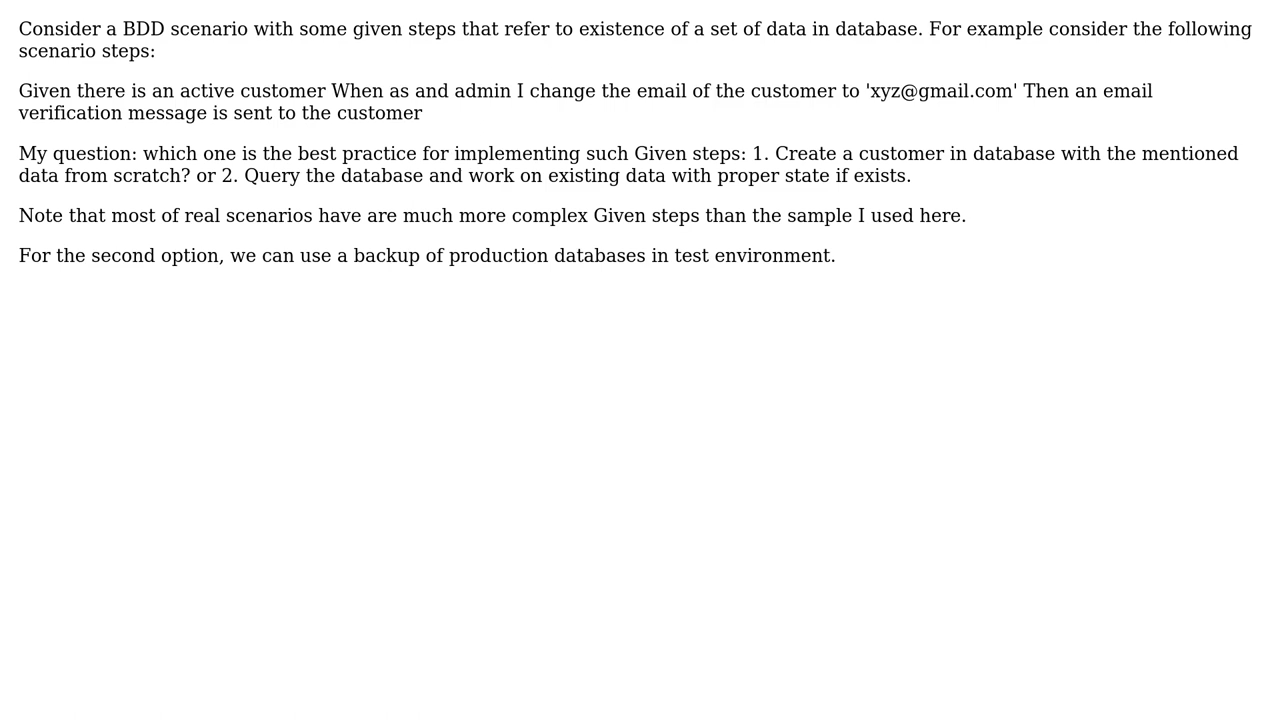 Consider a BDD scenario with some given steps that refer to existence of a set of data in database. For example consider the following
scenario steps:
Given there is an active customer When as and admin I change the email of the customer to 'xyz@gmail.com' Then an email
verification message is sent to the customer
My question: which one is the best practice for implementing such Given steps: 1. Create a customer in database with the mentioned
data from scratch? or 2. Query the database and work on existing data with proper state if exists.
Note that most of real scenarios have are much more complex Given steps than the sample I used here.
For the second option, we can use a backup of production databases in test environment.